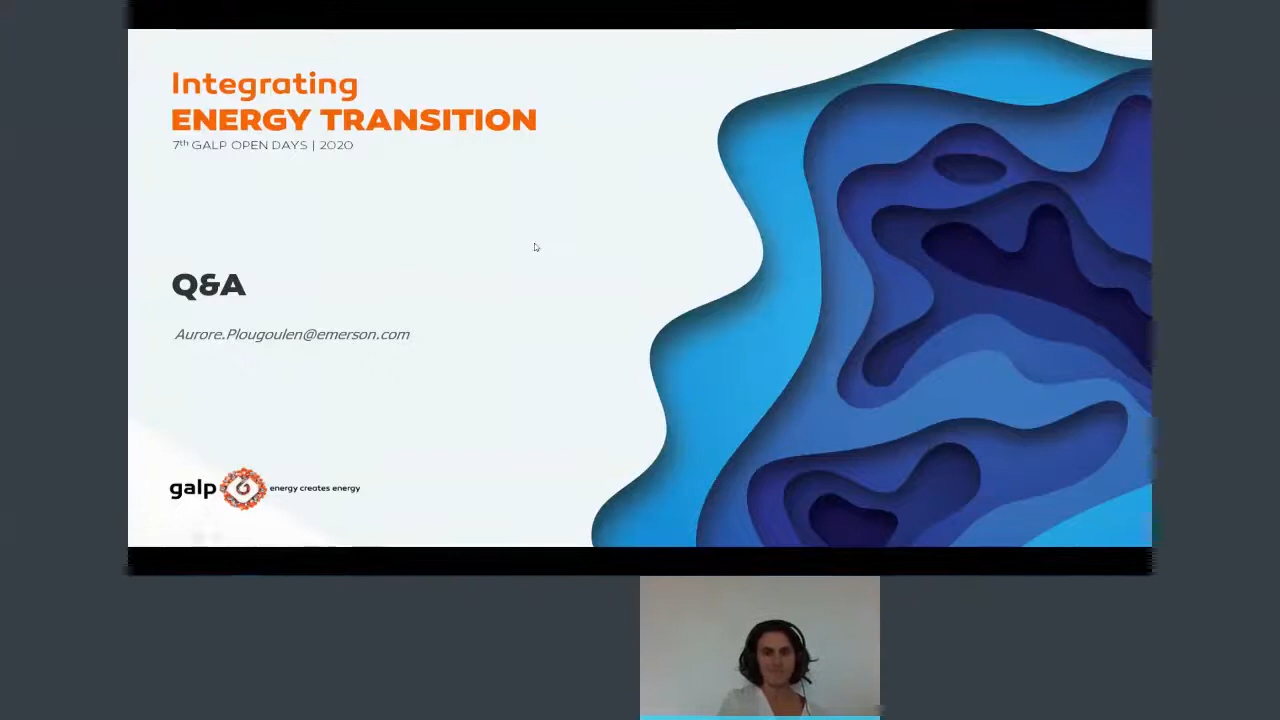 Integrating
ENERGY TRANSITION
7th GALP OPEN DAYS | 2020
Q&A
Aurore.Plougoulen@emerson.com
galp energy creates energy